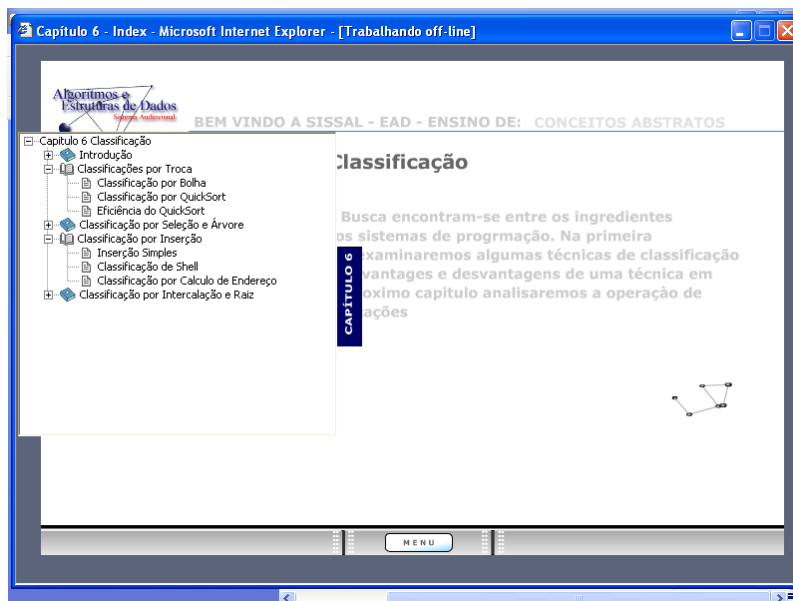 Capítulo 6 - Index - Microsoft Internet Explorer - [Trabalhando off-line]
Algoritmos e
Estruturas de Dados
Sistema Audiovisual
BEM VINDO A SISSAL - EAD - ENSINO DE: CONCEITOS ABSTRATOS
Capitulo 6 Classificação
Introdução
Classificações por Troca
Classificação por Bolha
Classificação por QuickSort
Eficiência do QuickSort
Classificação por Seleção e Árvore
Classificação por Inserção
Inserção Simples
Classificação de Shell
Classificação por Calculo de Endereço
Classificação por Intercalação e Raiz
Classificação
Busca encontram-se entre os ingredientes
os sistemas de progrmação. Na primeira
examinaremos algumas técnicas de classificação
vantages e desvantagens de uma técnica em
oximo capitulo analisaremos a operaçào de
ações
CAPÍTULO 6
MENU